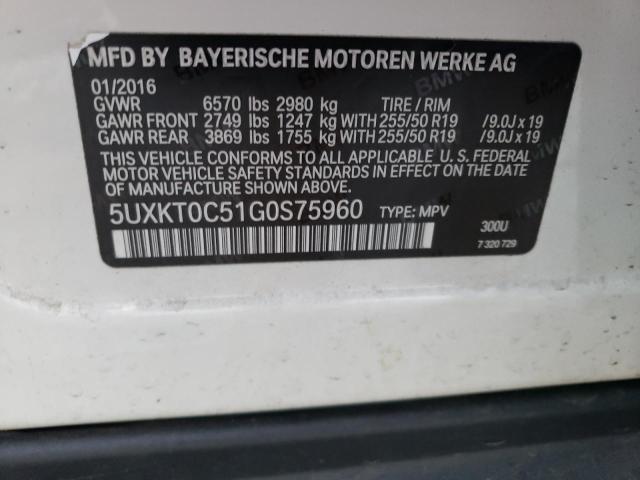 MFD BY BAYERISCHE MOTOREN WERKE AG
01/2016
GVWR 6570 lbs 2980 kg TIRE / RIM
GAWR FRONT 2749 lbs 1247 kg WITH 255/50 R19 /9.0J x 19
GAWR REAR 3869 lbs 1755 kg WITH 255/50 R19 /9.0J x 19
THIS VEHICLE CONFORMS TO ALL APPLICABLE U. S. FEDERAL
MOTOR VEHICLE SAFETY STANDARDS IN EFFECT
ON THE DATE OF MANUFACTURE SHOWN ABOVE.
5UXKT0C51G0S75960 TYPE: MPV 300U
7 320 729
BMW